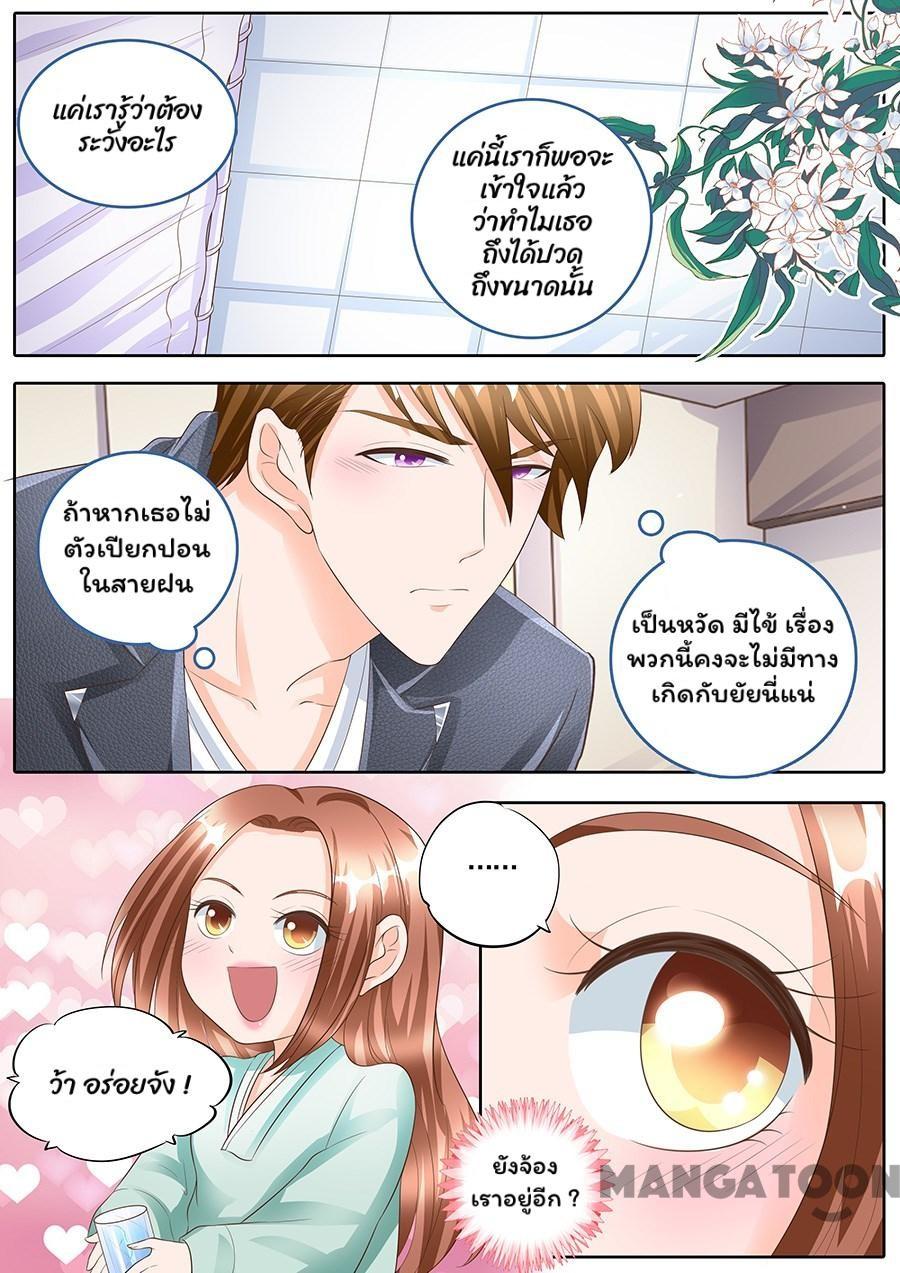 แค่เรารู้ว่าต้อง
ระวังอะไร
แค่นี้เราก็พอจะ
เข้าใจแล้ว
ว่าทำไมเธอ
ถึงได้ปวด
ถึงขนาดนั้น
ถ้าหากเธอไม่
ตัวเปียกปอน
ในสายฝน
เป็นหวัด มีไข้ เรื่อง
พวกนี้คงจะไม่มีทาง
เกิดกับยัยนี่แน่
......
ว้า อร่อยจัง !
ยังจ้อง
เราอยู่อีก ?
MANGATOON